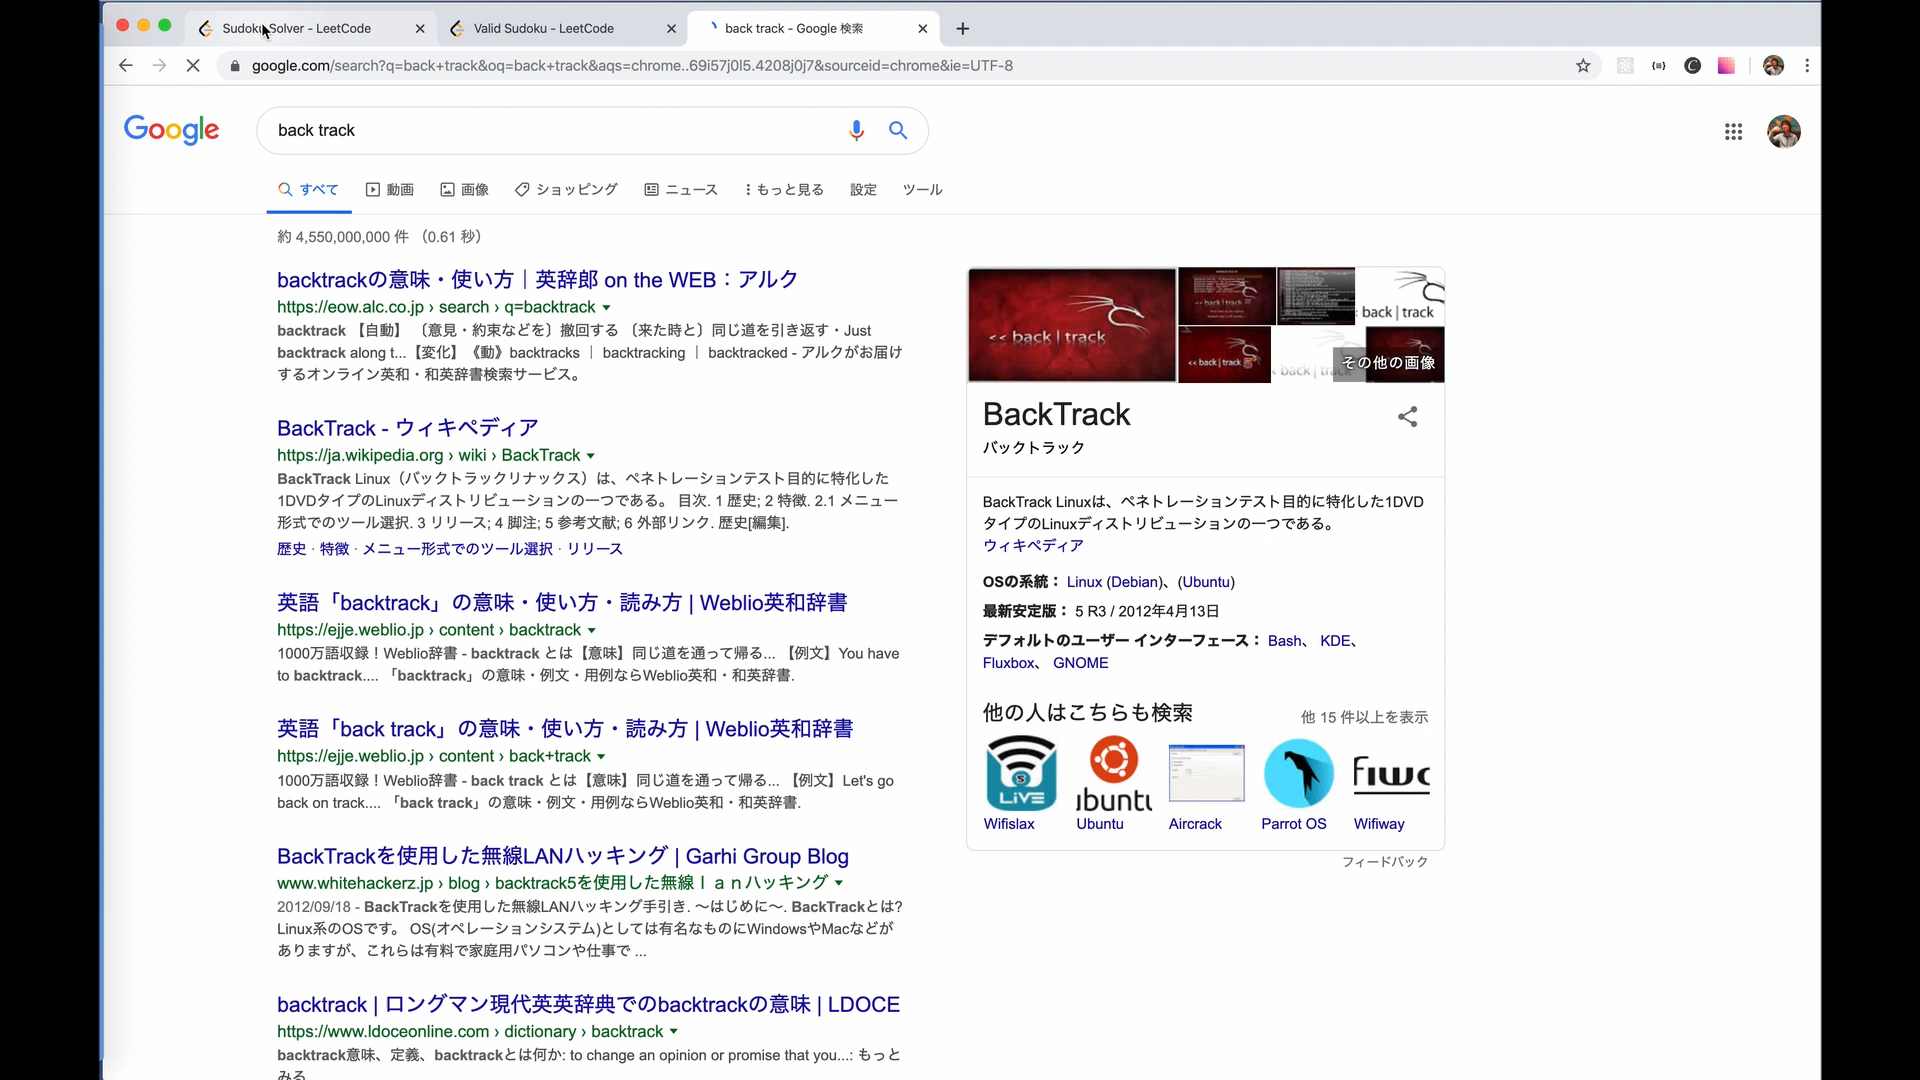 Sudoku Solver - LeetCode
Valid Sudoku - LeetCode
back track - Google 検索
google.com/search?q=back+track&oq=back+track&aqs=chrome..69i57j0l5.4208j0j7&sourceid=chrome&ie=UTF-8
Google
back track
すべて
動画
画像
ショッピング
ニュース
もっと見る
設定
ツール
約 4,550,000,000 件 （0.61 秒）
backtrackの意味・使い方｜英辞郎 on the WEB：アルク
https://eow.alc.co.jp › search › q=backtrack
backtrack 【自動】 〔意見・約束などを〕撤回する 〔来た時と〕同じ道を引き返す・Just
backtrack along t...【変化】《動》backtracks ｜ backtracking ｜ backtracked - アルクがお届け
するオンライン英和・和英辞書検索サービス。
BackTrack - ウィキペディア
https://ja.wikipedia.org › wiki › BackTrack
BackTrack Linux（バックトラックリナックス）は、ペネトレーションテスト目的に特化した
1DVDタイプのLinuxディストリビューションの一つである。 目次. 1 歴史; 2 特徴. 2.1 メニュー
形式でのツール選択. 3 リリース; 4 脚注; 5 参考文献; 6 外部リンク. 歴史[編集].
歴史 · 特徴 · メニュー形式でのツール選択 · リリース
英語「backtrack」の意味・使い方・読み方 | Weblio英和辞書
https://ejje.weblio.jp › content › backtrack
1000万語収録！Weblio辞書 - backtrack とは【意味】同じ道を通って帰る... 【例文】You have
to backtrack.... 「backtrack」の意味・例文・用例ならWeblio英和・和英辞書.
英語「back track」の意味・使い方・読み方 | Weblio英和辞書
https://ejje.weblio.jp › content › back+track
1000万語収録！Weblio辞書 - back track とは【意味】同じ道を通って帰る... 【例文】Let's go
back on track.... 「back track」の意味・例文・用例ならWeblio英和・和英辞書.
BackTrackを使用した無線LANハッキング | Garhi Group Blog
www.whitehackerz.jp › blog › backtrack5を使用した無線ｌａｎハッキング
2012/09/18 - BackTrackを使用した無線LANハッキング手引き. ～はじめに～. BackTrackとは?
Linux系のOSです。 OS(オペレーションシステム)としては有名なものにWindowsやMacなどが
ありますが、これらは有料で家庭用パソコンや仕事で ...
backtrack | ロングマン現代英英辞典でのbacktrackの意味 | LDOCE
https://www.ldoceonline.com › dictionary › backtrack
backtrack意味、定義、backtrackとは何か: to change an opinion or promise that you...: もっと
みる
<< back | track
<< back | track
back | track
<< back | track
< back | track
その他の画像
BackTrack
バックトラック
BackTrack Linuxは、ペネトレーションテスト目的に特化した1DVD
タイプのLinuxディストリビューションの一つである。
ウィキペディア
OSの系統： Linux (Debian)、(Ubuntu)
最新安定版： 5 R3 / 2012年4月13日
デフォルトのユーザー インターフェース： Bash、 KDE、
Fluxbox、 GNOME
他の人はこちらも検索
他 15 件以上を表示
LIVE
Wifislax
Ubuntu
Aircrack
Parrot OS
Wifiway
フィードバック